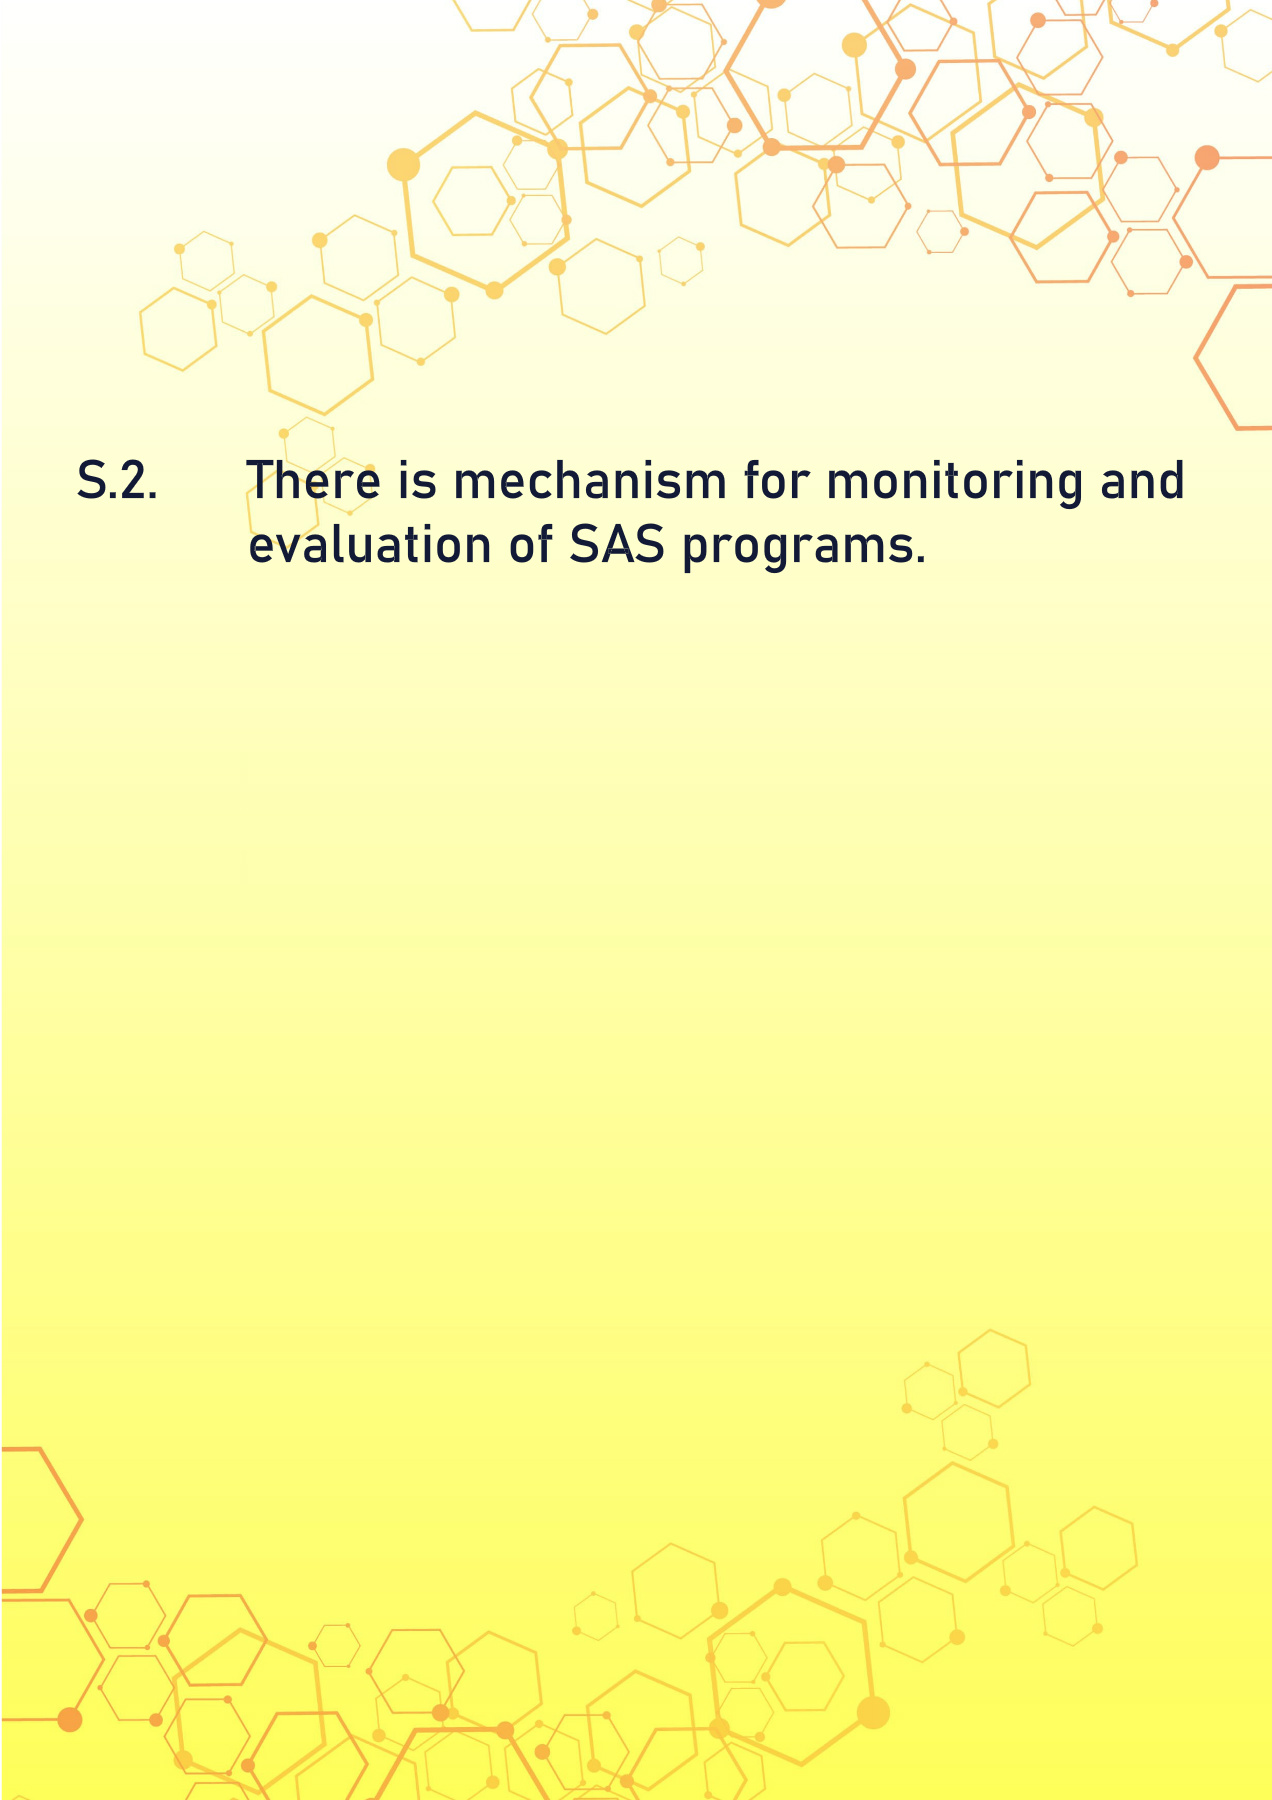 S.2. There is mechanism for monitoring and
evaluation of SAS programs.